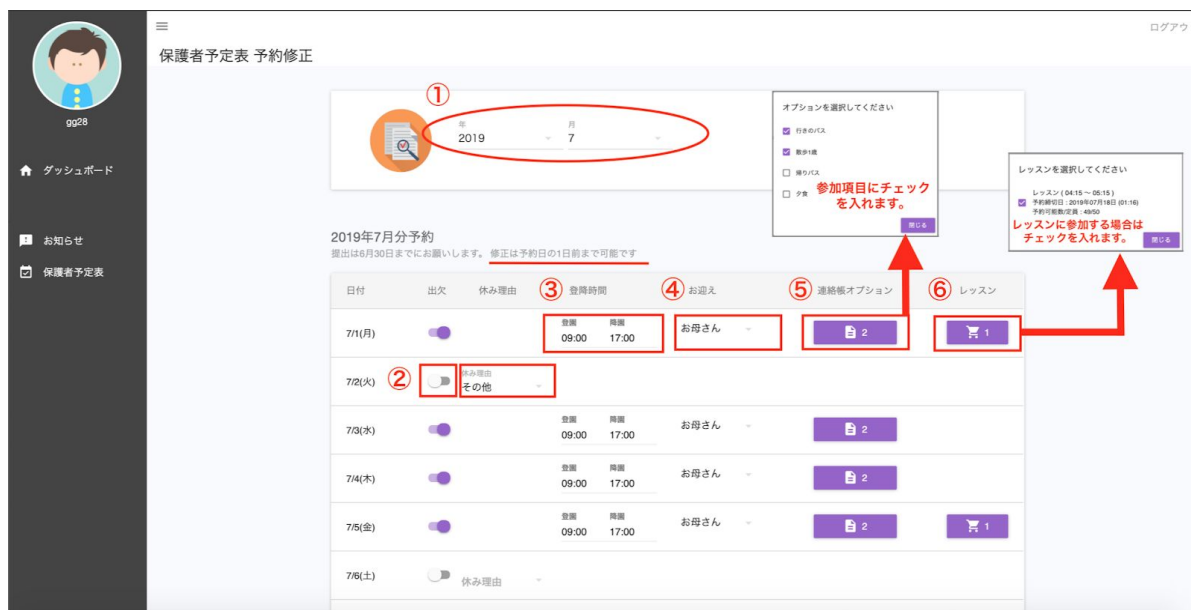 ログアウ
保護者予定表 予約修正
gg28
ダッシュボード
お知らせ
保護者予定表
①
年
2019
月
7
オプションを選択してください
行きのバス
散歩1歳
帰りバス
夕食
参加項目にチェック
を入れます。
閉じる
レッスンを選択してください
レッスン ( 04:15 ～ 05:15 )
予約締切日 : 2019年07月18日 (01:16)
予約可能数/定員 : 49/50
レッスンに参加する場合は
チェックを入れます。
閉じる
2019年7月分予約
提出は6月30日までにお願いします。 修正は予約日の1日前まで可能です
日付 出欠 休み理由 ③ 登降時間 ④ お迎え ⑤ 連絡帳オプション ⑥ レッスン
登園 降園
7/1(月) 09:00 17:00 お母さん 2 1
② 休み理由
7/2(火) その他
登園 降園
7/3(水) 09:00 17:00 お母さん 2
登園 降園
7/4(木) 09:00 17:00 お母さん 2
登園 降園
7/5(金) 09:00 17:00 お母さん 2 1
7/6(土) 休み理由